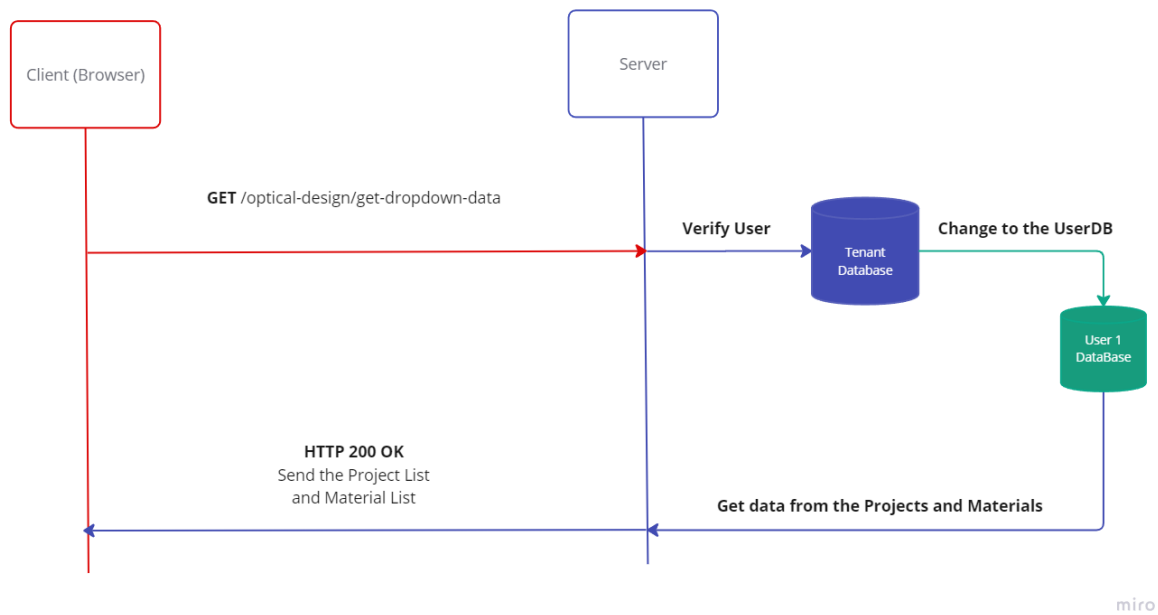 Client (Browser)
Server
GET /optical-design/get-dropdown-data
Verify User
Change to the UserDB
Tenant
Database
User 1
DataBase
HTTP 200 OK
Send the Project List
and Material List
Get data from the Projects and Materials
miro